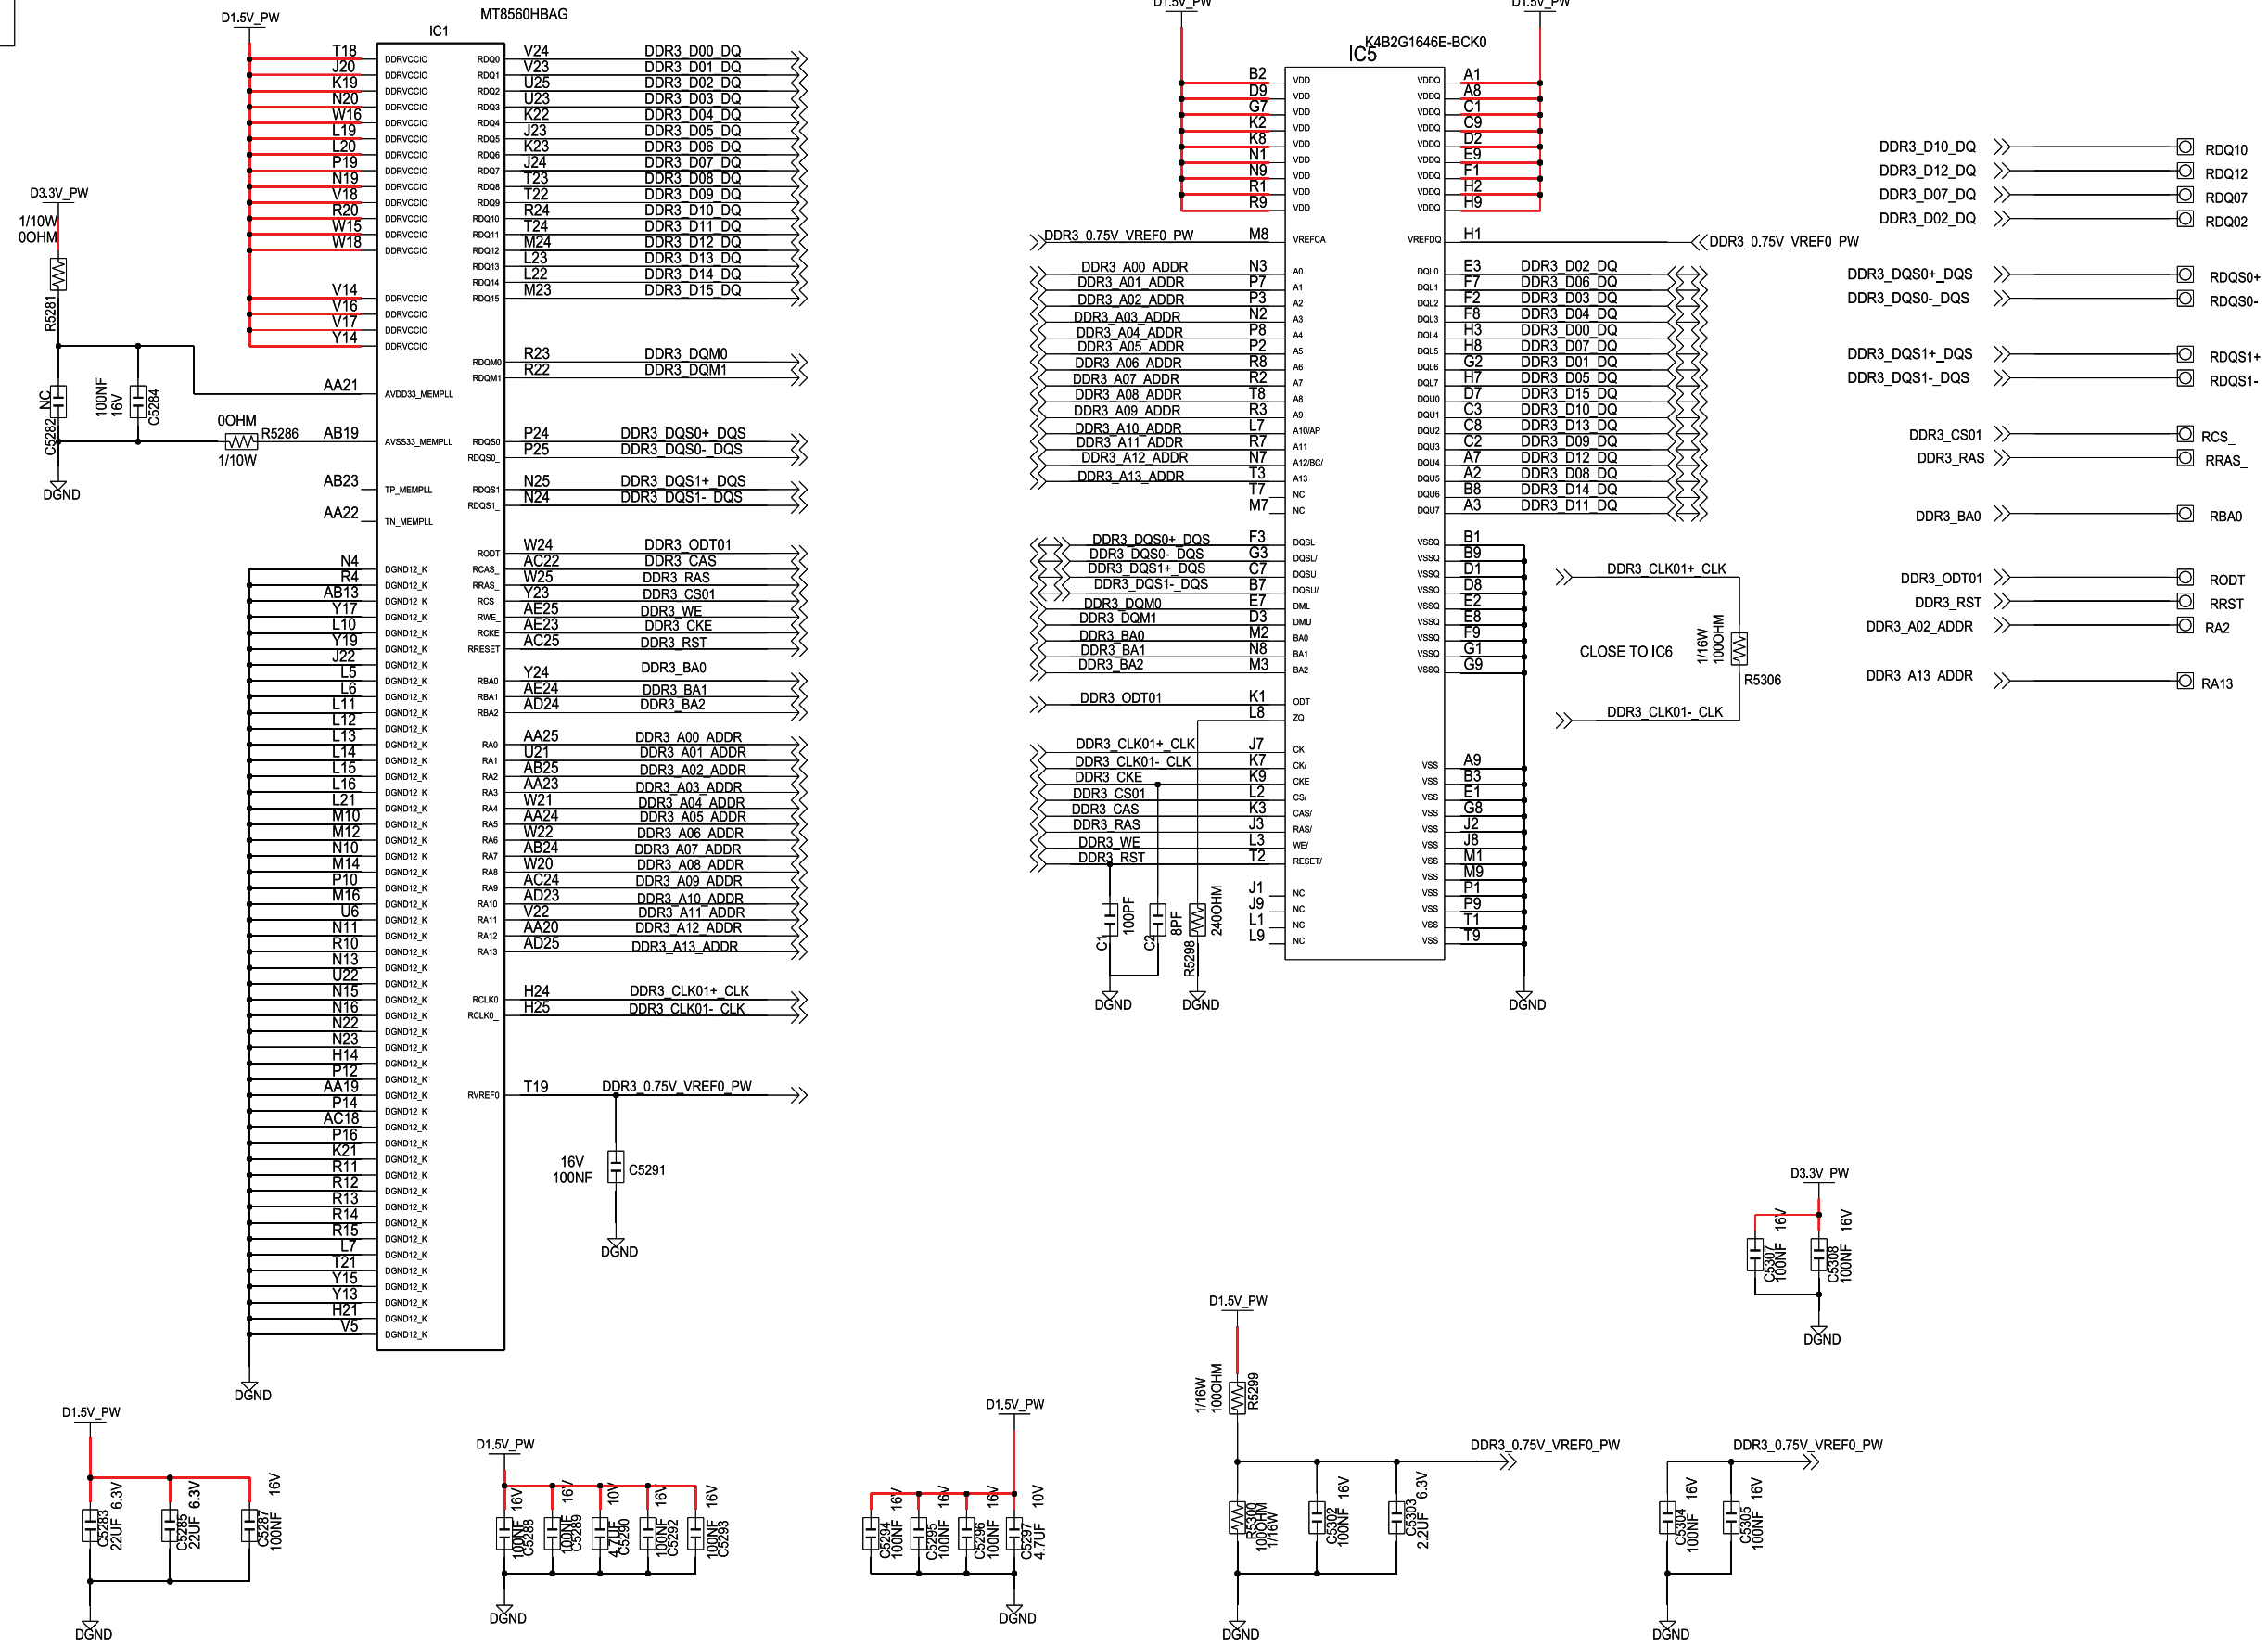 D1.5V_PW
MT8560HBAG
IC1
T18 DDRVCCIO RDQ0 V24 DDR3_D00_DQ
J20 DDRVCCIO RDQ1 V23 DDR3_D01_DQ
K19 DDRVCCIO RDQ2 U25 DDR3_D02_DQ
N20 DDRVCCIO RDQ3 U23 DDR3_D03_DQ
W16 DDRVCCIO RDQ4 K22 DDR3_D04_DQ
L19 DDRVCCIO RDQ5 J23 DDR3_D05_DQ
L20 DDRVCCIO RDQ6 K23 DDR3_D06_DQ
P19 DDRVCCIO RDQ7 J24 DDR3_D07_DQ
N19 DDRVCCIO RDQ8 T23 DDR3_D08_DQ
V18 DDRVCCIO RDQ9 T22 DDR3_D09_DQ
R20 DDRVCCIO RDQ10 R24 DDR3_D10_DQ
W15 DDRVCCIO RDQ11 T24 DDR3_D11_DQ
W18 DDRVCCIO RDQ12 M24 DDR3_D12_DQ
RDQ13 L23 DDR3_D13_DQ
RDQ14 L22 DDR3_D14_DQ
V14 DDRVCCIO RDQ15 M23 DDR3_D15_DQ
V16 DDRVCCIO
V17 DDRVCCIO
Y14 DDRVCCIO
RDQM0 R23 DDR3_DQM0
RDQM1 R22 DDR3_DQM1
D3.3V_PW
1/10W
0OHM
R5281
NC
C5282
100NF
16V
C5284
AA21 AVDD33_MEMPLL
0OHM
R5286
1/10W
DGND
AB19 AVSS33_MEMPLL RDQS0 P24 DDR3_DQS0+_DQS
RDQS0_ P25 DDR3_DQS0-_DQS
AB23 TP_MEMPLL RDQS1 N25 DDR3_DQS1+_DQS
RDQS1_ N24 DDR3_DQS1-_DQS
AA22 TN_MEMPLL
RODT W24 DDR3_ODT01
N4 DGND12_K RCAS_ AC22 DDR3_CAS
R4 DGND12_K RRAS_ W25 DDR3_RAS
AB13 DGND12_K RCS_ Y23 DDR3_CS01
Y17 DGND12_K RWE_ AE25 DDR3_WE
L10 DGND12_K RCKE AE23 DDR3_CKE
Y19 DGND12_K RRESET AC25 DDR3_RST
J22 DGND12_K
L5 DGND12_K RBA0 Y24 DDR3_BA0
L6 DGND12_K RBA1 AE24 DDR3_BA1
L11 DGND12_K RBA2 AD24 DDR3_BA2
L12 DGND12_K
L13 DGND12_K RA0 AA25 DDR3_A00_ADDR
L14 DGND12_K RA1 U21 DDR3_A01_ADDR
L15 DGND12_K RA2 AB25 DDR3_A02_ADDR
L16 DGND12_K RA3 AA23 DDR3_A03_ADDR
L21 DGND12_K RA4 W21 DDR3_A04_ADDR
M10 DGND12_K RA5 AA24 DDR3_A05_ADDR
M12 DGND12_K RA6 W22 DDR3_A06_ADDR
N10 DGND12_K RA7 AB24 DDR3_A07_ADDR
M14 DGND12_K RA8 W20 DDR3_A08_ADDR
P10 DGND12_K RA9 AC24 DDR3_A09_ADDR
M16 DGND12_K RA10 AD23 DDR3_A10_ADDR
U6 DGND12_K RA11 V22 DDR3_A11_ADDR
N11 DGND12_K RA12 AA20 DDR3_A12_ADDR
R10 DGND12_K RA13 AD25 DDR3_A13_ADDR
N13 DGND12_K
U22 DGND12_K
N15 DGND12_K RCLK0 H24 DDR3_CLK01+_CLK
N16 DGND12_K RCLK0_ H25 DDR3_CLK01-_CLK
N22 DGND12_K
N23 DGND12_K
H14 DGND12_K
P12 DGND12_K
AA19 DGND12_K RVREF0 T19 DDR3_0.75V_VREF0_PW
P14 DGND12_K
AC18 DGND12_K
P16 DGND12_K
K21 DGND12_K
R11 DGND12_K
R12 DGND12_K
R13 DGND12_K
R14 DGND12_K
R15 DGND12_K
L7 DGND12_K
T21 DGND12_K
Y15 DGND12_K
Y13 DGND12_K
H21 DGND12_K
V5 DGND12_K
DGND
16V
100NF
C5291
DGND
D1.5V_PW
D1.5V_PW
K4B2G1646E-BCK0
IC5
B2 VDD VDDQ A1
D9 VDD VDDQ A8
G7 VDD VDDQ C1
K2 VDD VDDQ C9
K8 VDD VDDQ D2
N1 VDD VDDQ E9
N9 VDD VDDQ F1
R1 VDD VDDQ H2
R9 VDD VDDQ H9
DDR3_0.75V_VREF0_PW M8 VREFCA VREFDQ H1 DDR3_0.75V_VREF0_PW
DDR3_A00_ADDR N3 A0 DQL0 E3 DDR3_D02_DQ
DDR3_A01_ADDR P7 A1 DQL1 F7 DDR3_D06_DQ
DDR3_A02_ADDR P3 A2 DQL2 F2 DDR3_D03_DQ
DDR3_A03_ADDR N2 A3 DQL3 F8 DDR3_D04_DQ
DDR3_A04_ADDR P8 A4 DQL4 H3 DDR3_D00_DQ
DDR3_A05_ADDR P2 A5 DQL5 H8 DDR3_D07_DQ
DDR3_A06_ADDR R8 A6 DQL6 G2 DDR3_D01_DQ
DDR3_A07_ADDR R2 A7 DQL7 H7 DDR3_D05_DQ
DDR3_A08_ADDR T8 A8 DQU0 D7 DDR3_D15_DQ
DDR3_A09_ADDR R3 A9 DQU1 C3 DDR3_D10_DQ
DDR3_A10_ADDR L7 A10/AP DQU2 C8 DDR3_D13_DQ
DDR3_A11_ADDR R7 A11 DQU3 C2 DDR3_D09_DQ
DDR3_A12_ADDR N7 A12/BC/ DQU4 A7 DDR3_D12_DQ
DDR3_A13_ADDR T3 A13 DQU5 A2 DDR3_D08_DQ
T7 NC DQU6 B8 DDR3_D14_DQ
M7 NC DQU7 A3 DDR3_D11_DQ
DDR3_DQS0+_DQS F3 DQSL VSSQ B1
DDR3_DQS0-_DQS G3 DQSL/ VSSQ B9
DDR3_DQS1+_DQS C7 DQSU VSSQ D1
DDR3_DQS1-_DQS B7 DQSU/ VSSQ D8
DDR3_DQM0 E7 DML VSSQ E2
DDR3_DQM1 D3 DMU VSSQ E8
DDR3_BA0 M2 BA0 VSSQ F9
DDR3_BA1 N8 BA1 VSSQ G1
DDR3_BA2 M3 BA2 VSSQ G9
DDR3_ODT01 K1 ODT
L8 ZQ
DDR3_CLK01+_CLK J7 CK
DDR3_CLK01-_CLK K7 CK/ VSS A9
DDR3_CKE K9 CKE VSS B3
DDR3_CS01 L2 CS/ VSS E1
DDR3_CAS K3 CAS/ VSS G8
DDR3_RAS J3 RAS/ VSS J2
DDR3_WE L3 WE/ VSS J8
DDR3_RST T2 RESET/ VSS M1
VSS M9
J1 NC VSS P1
J9 NC VSS P9
L1 NC VSS T1
L9 NC VSS T9
C1
100PF
C2
8PF
R5298
240OHM
DGND
DGND
DGND
DDR3_CLK01+_CLK
CLOSE TO IC6
1/16W
100OHM
R5306
DDR3_CLK01-_CLK
DDR3_D10_DQ RDQ10
DDR3_D12_DQ RDQ12
DDR3_D07_DQ RDQ07
DDR3_D02_DQ RDQ02
DDR3_DQS0+_DQS RDQS0+
DDR3_DQS0-_DQS RDQS0-
DDR3_DQS1+_DQS RDQS1+
DDR3_DQS1-_DQS RDQS1-
DDR3_CS01 RCS_
DDR3_RAS RRAS_
DDR3_BA0 RBA0
DDR3_ODT01 RODT
DDR3_RST RRST
DDR3_A02_ADDR RA2
DDR3_A13_ADDR RA13
D3.3V_PW
C5307
100NF
16V
C5308
100NF
16V
DGND
D1.5V_PW
C5283
22UF
6.3V
C5285
22UF
6.3V
C5287
100NF
16V
DGND
D1.5V_PW
100NF
C5288
16V
100NF
C5289
16V
4.7UF
C5290
10V
100NF
C5292
16V
100NF
C5293
16V
DGND
D1.5V_PW
C5294
100NF
16V
C5295
100NF
16V
C5296
100NF
16V
C5297
4.7UF
10V
DGND
D1.5V_PW
1/16W
100OHM
R5299
DDR3_0.75V_VREF0_PW
R5300
100OHM
1/16W
C5302
100NF
16V
C5303
2.2UF
6.3V
DGND
DDR3_0.75V_VREF0_PW
C5304
100NF
16V
C5305
100NF
16V
DGND